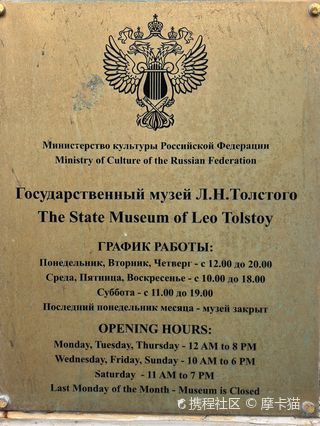 Министерство культуры Российской Федерации
Ministry of Culture of the Russian Federation
Государственный музей Л.Н.Толстого
The State Museum of Leo Tolstoy
ГРАФИК РАБОТЫ:
Понедельник, Вторник, Четверг - с 12.00 до 20.00
Среда, Пятница, Воскресенье - с 10.00 до 18.00
Суббота - с 11.00 до 19.00
Последний понедельник месяца - музей закрыт
OPENING HOURS:
Monday, Tuesday, Thursday - 12 AM to 8 PM
Wednesday, Friday, Sunday - 10 AM to 6 PM
Saturday - 11 AM to 7 PM
Last Monday of the Month - Museum is Closed
携程社区 © 摩卡猫